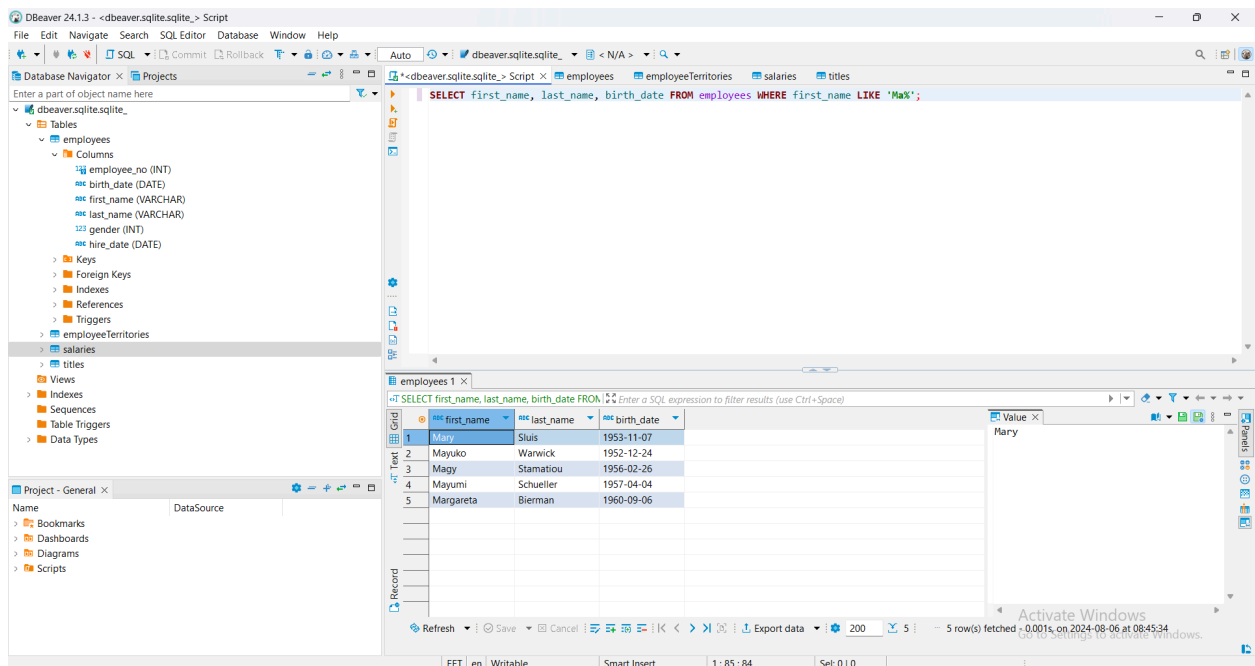 DBeaver 24.1.3 - <dbeaver.sqlite.sqlite_> Script
File Edit Navigate Search SQL Editor Database Window Help
SQL Commit Rollback Auto dbeaver.sqlite.sqlite_ < N/A >
Database Navigator Projects
Enter a part of object name here
dbeaver.sqlite.sqlite_
Tables
employees
Columns
123 employee_no (INT)
ABC birth_date (DATE)
ABC first_name (VARCHAR)
ABC last_name (VARCHAR)
123 gender (INT)
ABC hire_date (DATE)
Keys
Foreign Keys
Indexes
References
Triggers
employeeTerritories
salaries
titles
Views
Indexes
Sequences
Table Triggers
Data Types
Project - General
Name DataSource
Bookmarks
Dashboards
Diagrams
Scripts
*<dbeaver.sqlite.sqlite_> Script employees employeeTerritories salaries titles
SELECT first_name, last_name, birth_date FROM employees WHERE first_name LIKE 'Ma%';
employees 1
SELECT first_name, last_name, birth_date FROM Enter a SQL expression to filter results (use Ctrl+Space)
Grid
Text
Record
ABC first_name ABC last_name ABC birth_date
1 Mary Sluis 1953-11-07
2 Mayuko Warwick 1952-12-24
3 Magy Stamatiou 1956-02-26
4 Mayumi Schueller 1957-04-04
5 Margareta Bierman 1960-09-06
Value
Mary
Panels
Activate Windows
Go to Settings to activate Windows.
Refresh Save Cancel Export data 200 5 5 row(s) fetched - 0.001s, on 2024-08-06 at 08:45:34
EET en Writable Smart Insert 1 : 85 : 84 Sel: 0 | 0